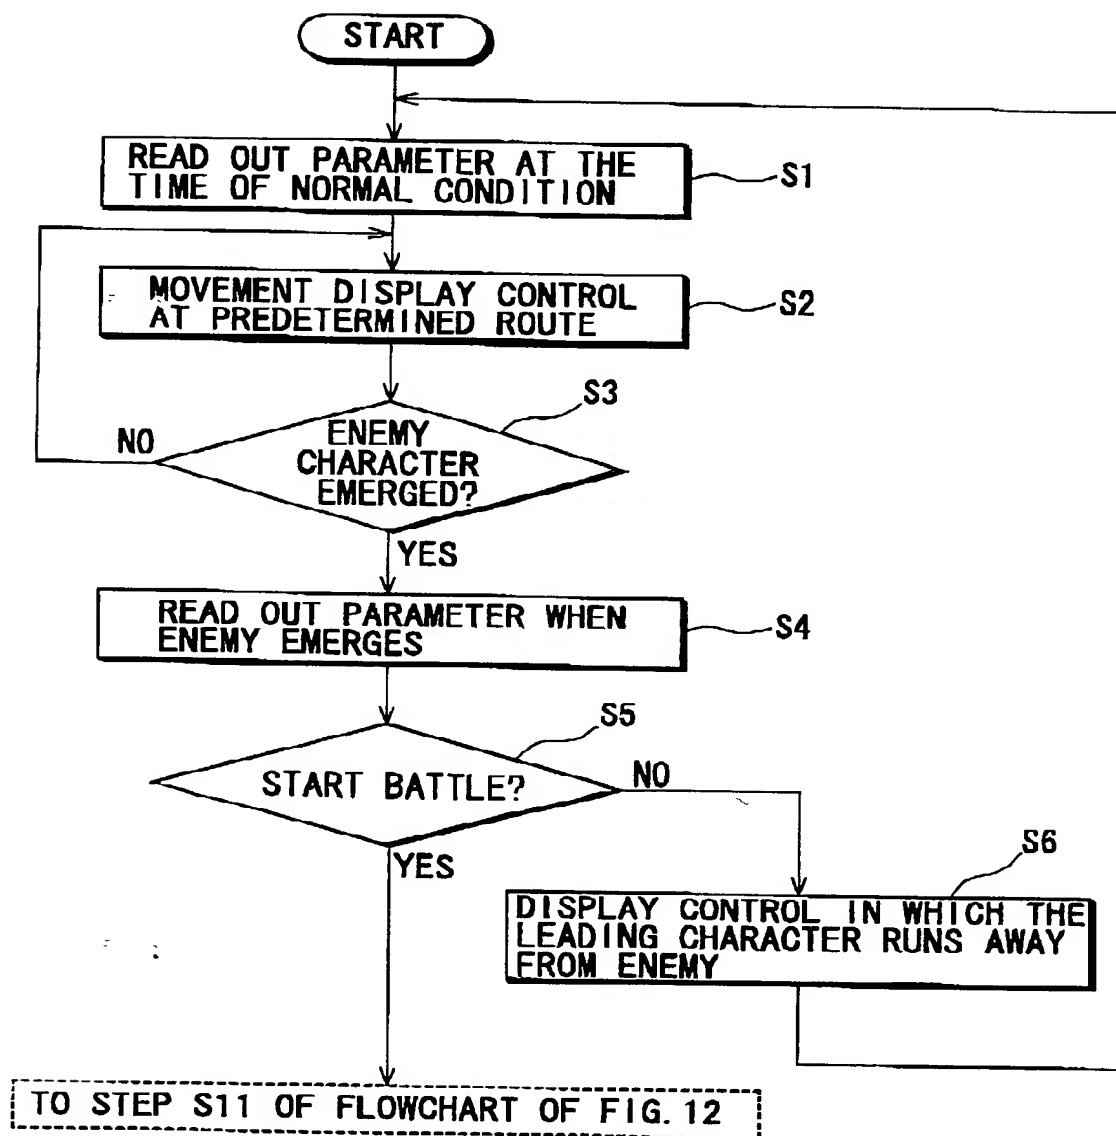 START
READ OUT PARAMETER AT THE
TIME OF NORMAL CONDITION
S1
MOVEMENT DISPLAY CONTROL
AT PREDETERMINED ROUTE
S2
S3
NO
ENEMY
CHARACTER
EMERGED?
YES
READ OUT PARAMETER WHEN
ENEMY EMERGES
S4
S5
START BATTLE?
NO
YES
S6
DISPLAY CONTROL IN WHICH THE
LEADING CHARACTER RUNS AWAY
FROM ENEMY
TO STEP S11 OF FLOWCHART OF FIG. 12